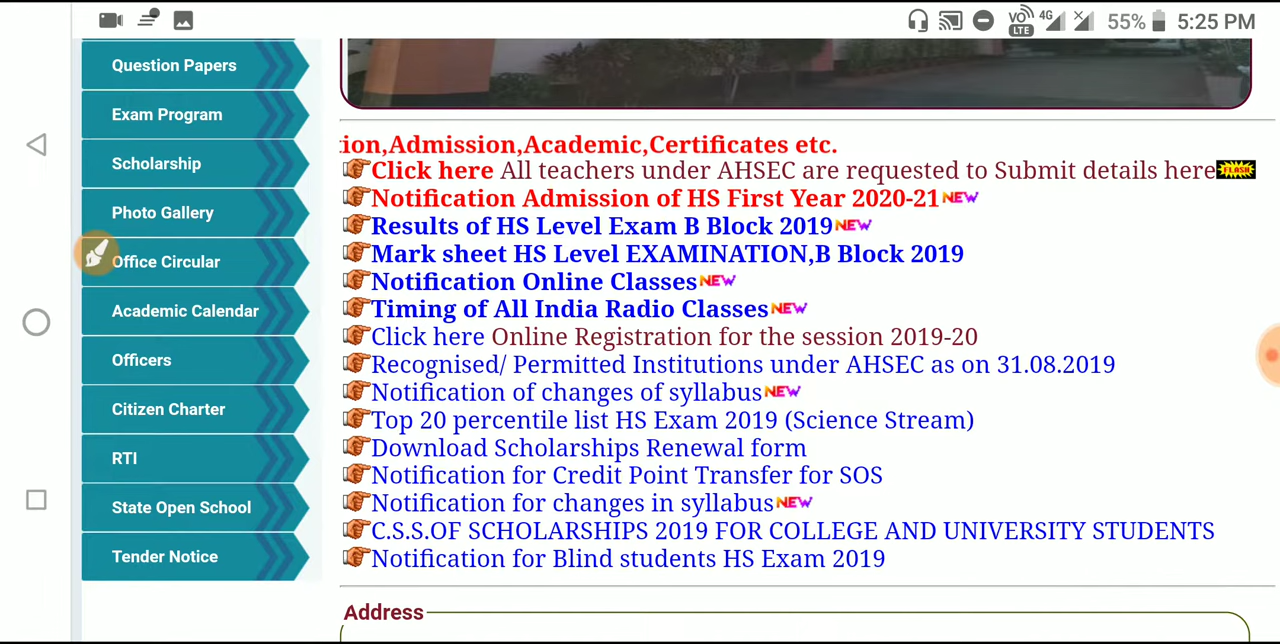 VO LTE 4G 55% 5:25 PM
Question Papers
Exam Program
Scholarship
Photo Gallery
Office Circular
Academic Calendar
Officers
Citizen Charter
RTI
State Open School
Tender Notice
tion,Admission,Academic,Certificates etc.
Click here All teachers under AHSEC are requested to Submit details here FLASH
Notification Admission of HS First Year 2020-21 NEW
Results of HS Level Exam B Block 2019 NEW
Mark sheet HS Level EXAMINATION,B Block 2019
Notification Online Classes NEW
Timing of All India Radio Classes NEW
Click here Online Registration for the session 2019-20
Recognised/ Permitted Institutions under AHSEC as on 31.08.2019
Notification of changes of syllabus NEW
Top 20 percentile list HS Exam 2019 (Science Stream)
Download Scholarships Renewal form
Notification for Credit Point Transfer for SOS
Notification for changes in syllabus NEW
C.S.S.OF SCHOLARSHIPS 2019 FOR COLLEGE AND UNIVERSITY STUDENTS
Notification for Blind students HS Exam 2019
Address